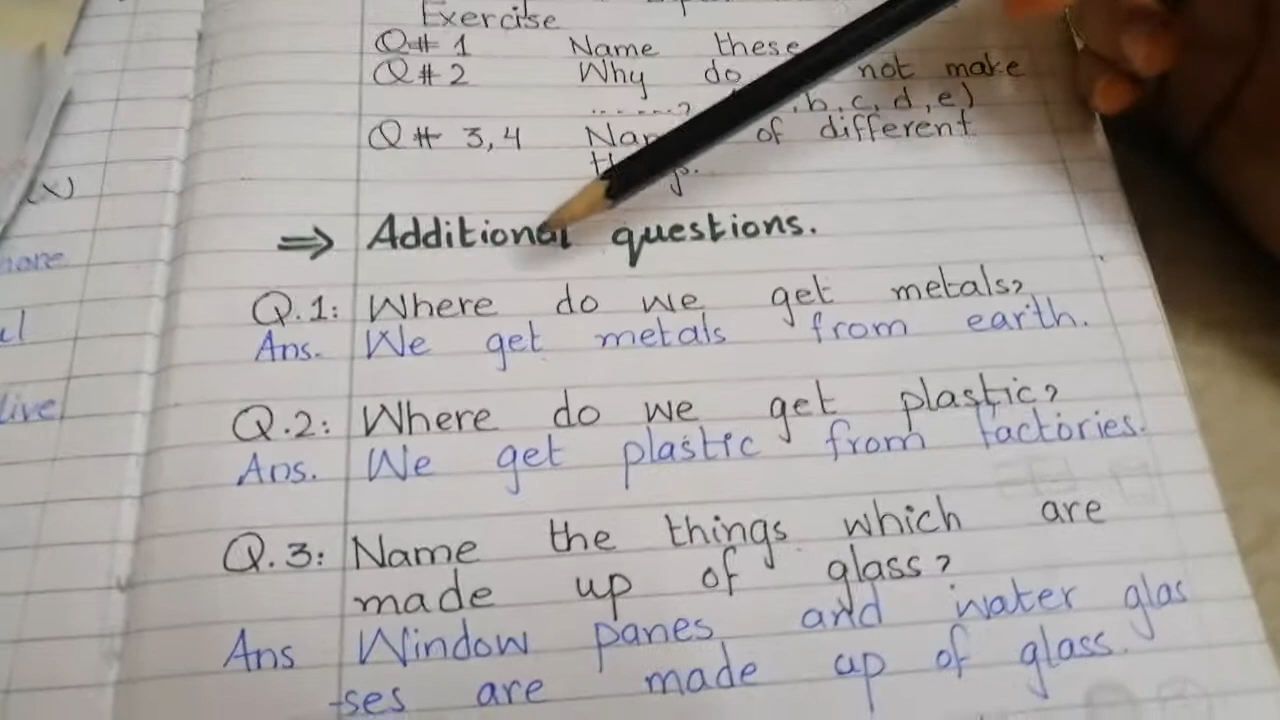 Exercise
Q# 1 Name these
Q# 2 Why do not make
.......? b, c, d, e)
Q# 3,4 of different
⇒ Additional questions.
Q.1: Where do we get metals?
Ans. We get metals from earth.
Q.2: Where do we get plastic?
Ans. We get plastic from factories.
Q.3: Name the things which are
made up of glass?
Ans Window panes and water glas
-ses are made up of glass.
live